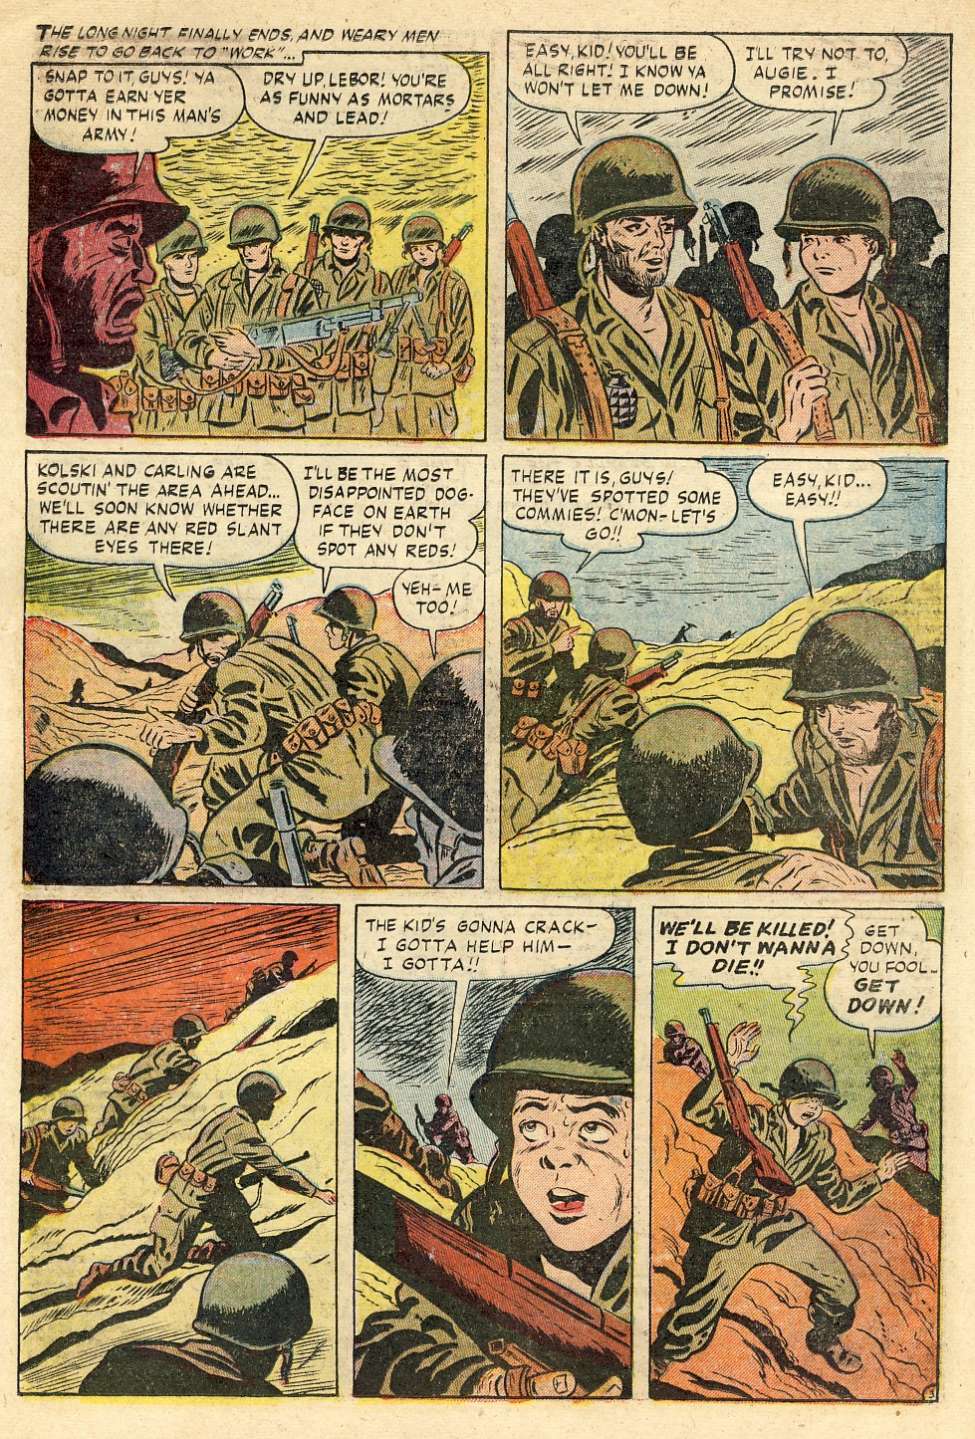 THE LONG NIGHT FINALLY ENDS, AND WEARY MEN
RISE TO GO BACK TO "WORK"...
SNAP TO IT, GUYS! YA
GOTTA EARN YER
MONEY IN THIS MAN'S
ARMY!
DRY UP, LEBOR! YOU'RE
AS FUNNY AS MORTARS
AND LEAD!
EASY, KID! YOU'LL BE
ALL RIGHT! I KNOW YA
WON'T LET ME DOWN!
I'LL TRY NOT TO,
AUGIE. I
PROMISE!
KOLSKI AND CARLING ARE
SCOUTIN' THE AREA AHEAD...
WE'LL SOON KNOW WHETHER
THERE ARE ANY RED SLANT
EYES THERE!
I'LL BE THE MOST
DISAPPOINTED DOG-
FACE ON EARTH
IF THEY DON'T
SPOT ANY REDS!
YEH-ME
TOO!
THERE IT IS, GUYS!
THEY'VE SPOTTED SOME
COMMIES! C'MON-LET'S
GO!!
EASY, KID...
EASY!!
THE KID'S GONNA CRACK-
I GOTTA HELP HIM-
I GOTTA!!
WE'LL BE KILLED!
I DON'T WANNA
DIE!!
GET
DOWN,
YOU FOOL..
GET
DOWN!
3